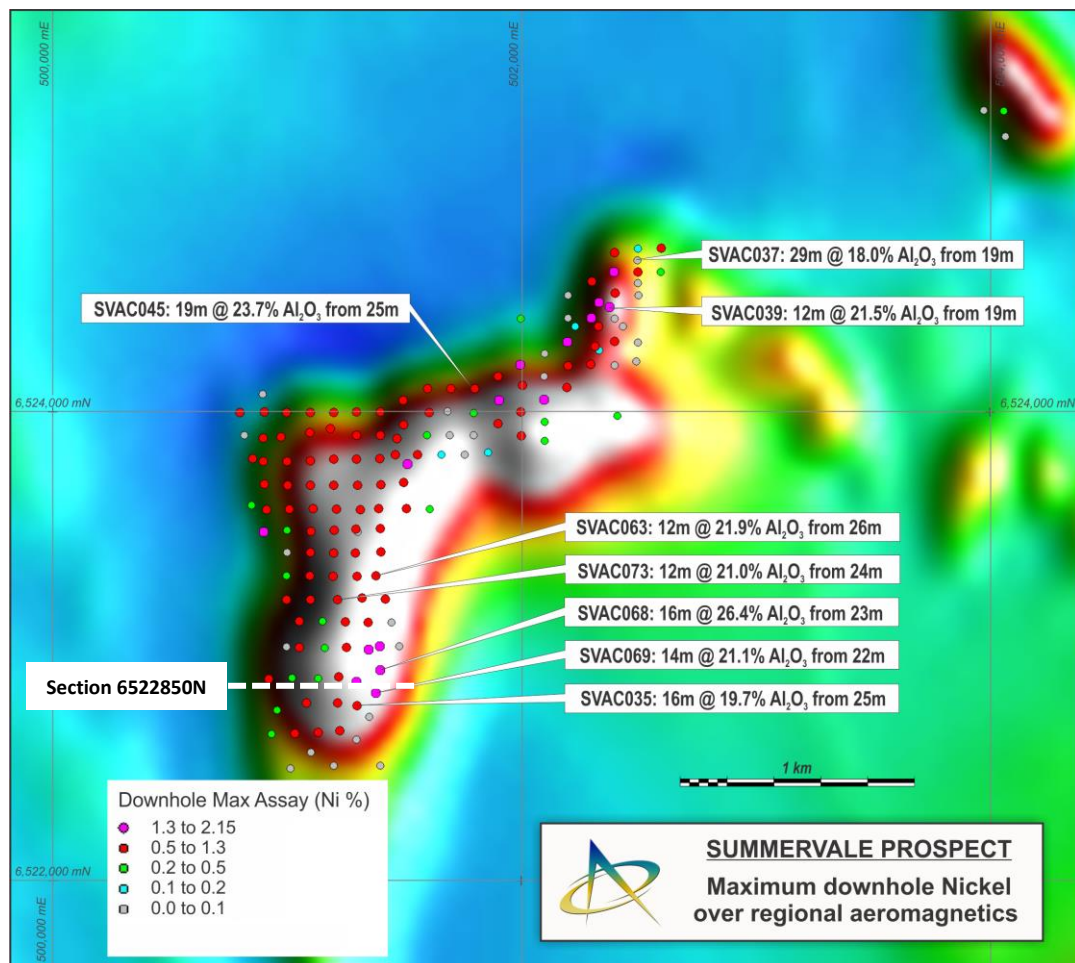 500,000 mE
502,000 mE
SVAC037: 29m @ 18.0% Al₂O₃ from 19m
SVAC045: 19m @ 23.7% Al₂O₃ from 25m
SVAC039: 12m @ 21.5% Al₂O₃ from 19m
6,524,000 mN
6,524,000 mN
SVAC063: 12m @ 21.9% Al₂O₃ from 26m
SVAC073: 12m @ 21.0% Al₂O₃ from 24m
SVAC068: 16m @ 26.4% Al₂O₃ from 23m
SVAC069: 14m @ 21.1% Al₂O₃ from 22m
Section 6522850N
SVAC035: 16m @ 19.7% Al₂O₃ from 25m
1 km
Downhole Max Assay (Ni %)
1.3 to 2.15
0.5 to 1.3
0.2 to 0.5
0.1 to 0.2
0.0 to 0.1
6,522,000 mN
500,000 mE
SUMMERVALE PROSPECT
Maximum downhole Nickel
over regional aeromagnetics